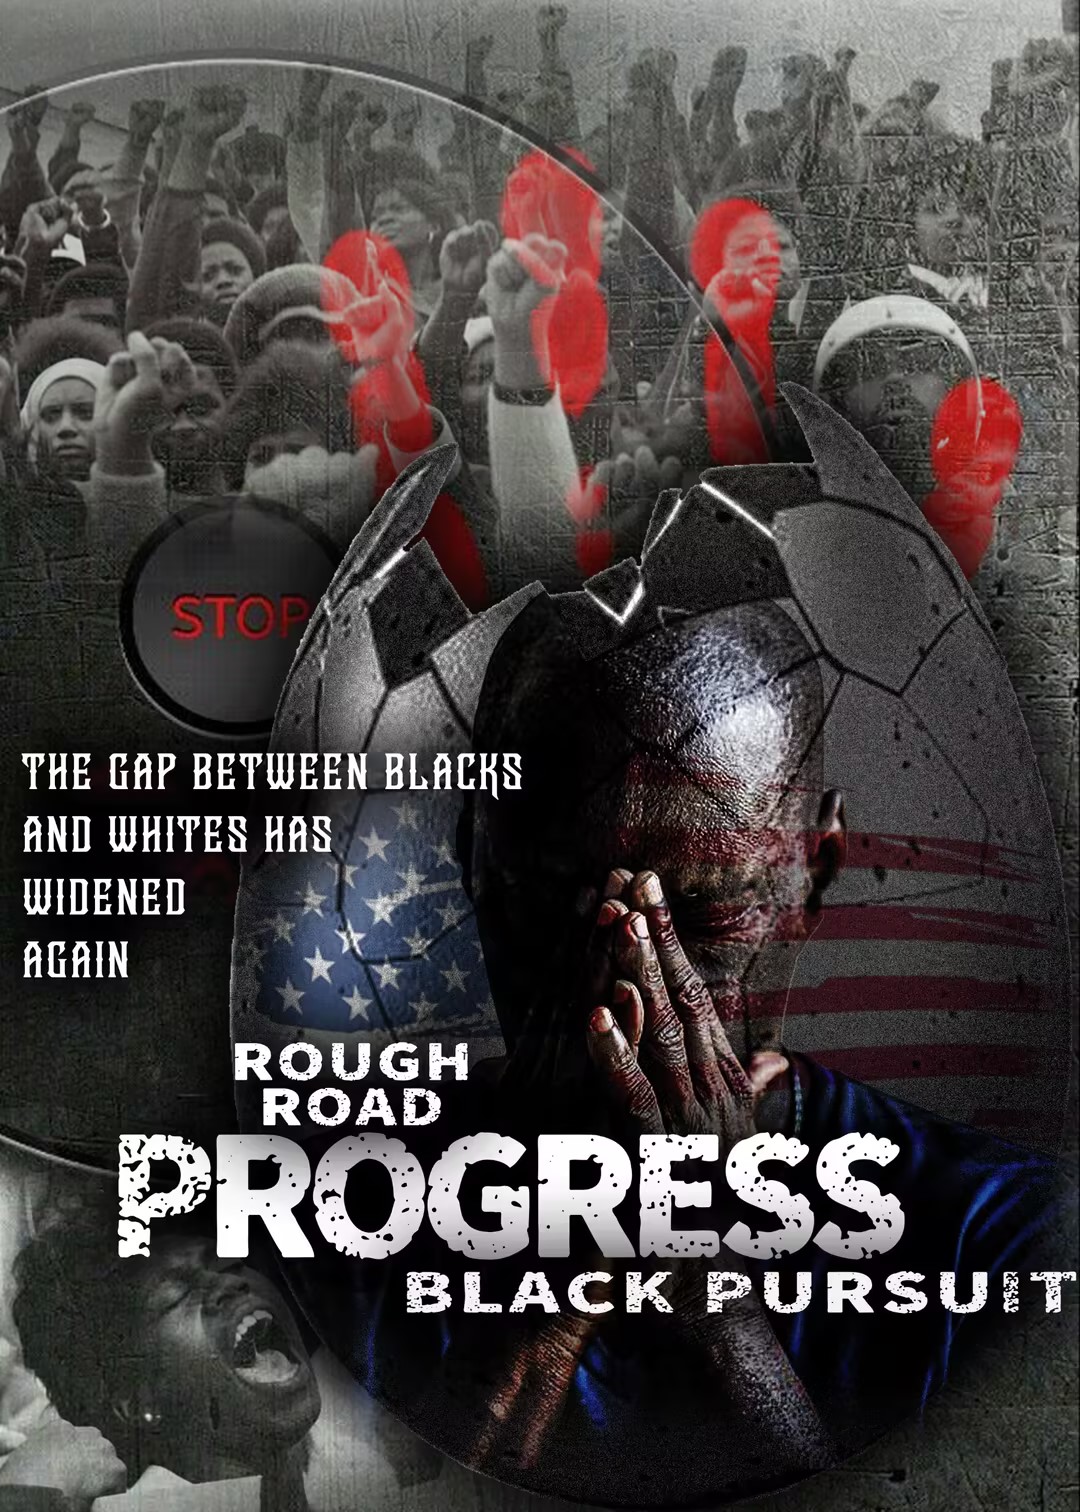 STOP
THE GAP BETWEEN BLACKS
AND WHITES HAS
WIDENED
AGAIN
ROUGH
ROAD
PROGRESS
BLACK PURSUIT